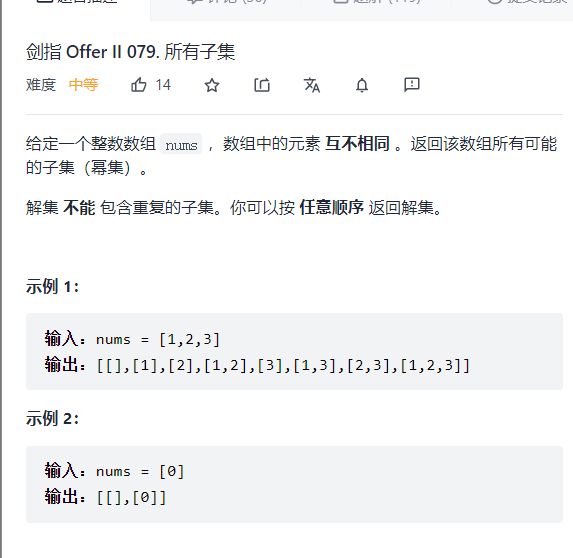 剑指 Offer II 079. 所有子集
难度 中等 14
给定一个整数数组 nums ，数组中的元素 互不相同 。返回该数组所有可能
的子集（幂集）。
解集 不能 包含重复的子集。你可以按 任意顺序 返回解集。
示例 1：
输入：nums = [1,2,3]
输出：[[],[1],[2],[1,2],[3],[1,3],[2,3],[1,2,3]]
示例 2：
输入：nums = [0]
输出：[[],[0]]